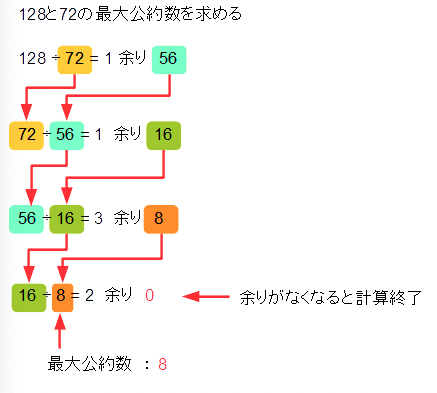 128と72の最大公約数を求める
128 ÷ 72 = 1 余り 56
72 ÷ 56 = 1 余り 16
56 ÷ 16 = 3 余り 8
16 ÷ 8 = 2 余り 0 余りがなくなると計算終了
最大公約数 : 8